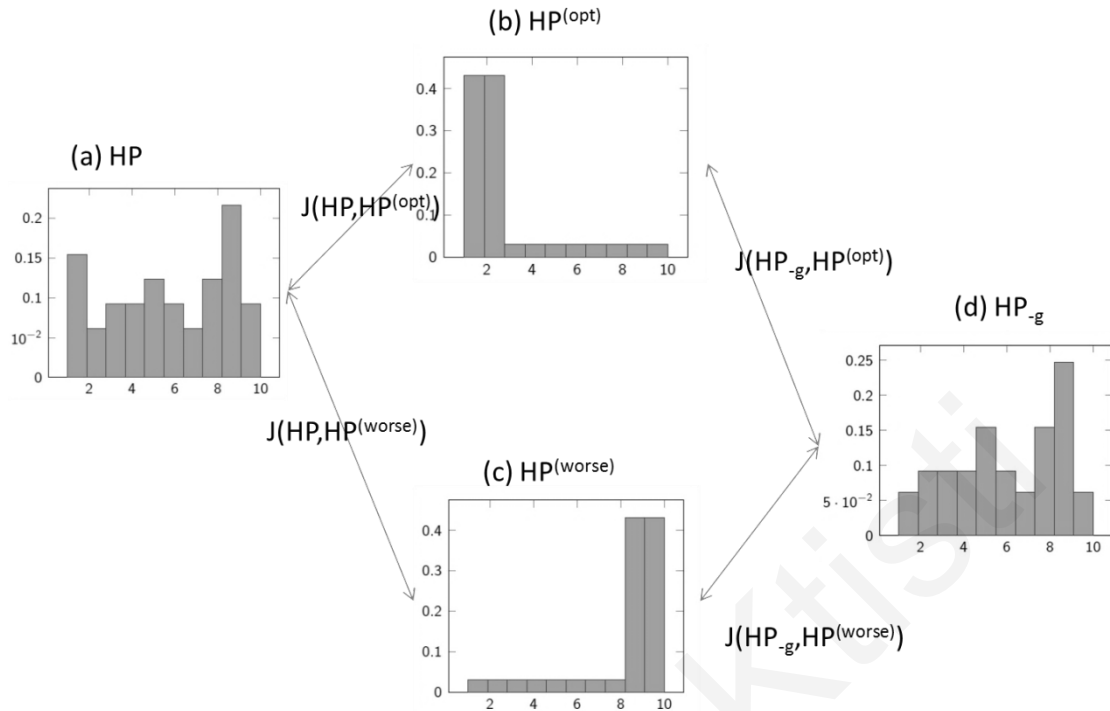 (b) HP(opt)
0.4
0.3
0.2
0.1
0
2 4 6 8 10
(a) HP
0.2
0.15
0.1
10−2
0
2 4 6 8 10
J(HP,HP(opt))
J(HP-g,HP(opt))
(d) HP-g
0.25
0.2
0.15
0.1
5 · 10−2
0
2 4 6 8 10
J(HP,HP(worse))
(c) HP(worse)
0.4
0.3
0.2
0.1
0
2 4 6 8 10
J(HP-g,HP(worse))
Ktisti